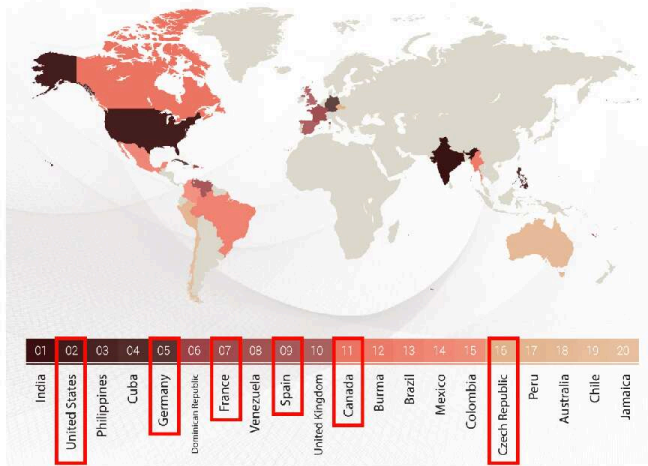 01 02 03 04 05 06 07 08 09 10 11 12 13 14 15 16 17 18 19 20
India
United States
Philippines
Cuba
Germany
Dominican Republic
France
Venezuela
Spain
United Kingdom
Canada
Burma
Brazil
Mexico
Colombia
Czech Republic
Peru
Australia
Chile
Jamaica